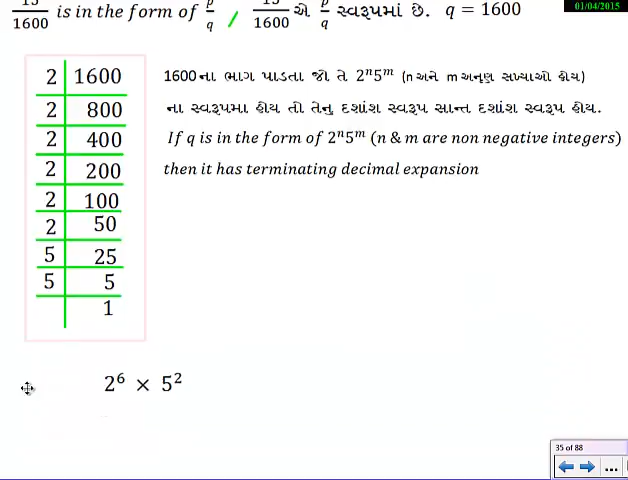 15/1600 is in the form of p/q / 15/1600 એ p/q સ્વરૂપમાં છે. q = 1600
01/04/2015
2 1600
2 800
2 400
2 200
2 100
2 50
5 25
5 5
1
1600ના ભાગ પાડતા જો તે 2ⁿ5ᵐ (n અને m અનૃણ સખ્યાઓ હોય)
ના સ્વરૂપમા હોય તો તેનુ દશાંશ સ્વરૂપ સાન્ત દશાંશ સ્વરૂપ હોય.
If q is in the form of 2ⁿ5ᵐ (n & m are non negative integers)
then it has terminating decimal expansion
2⁶ × 5²
35 of 88
...